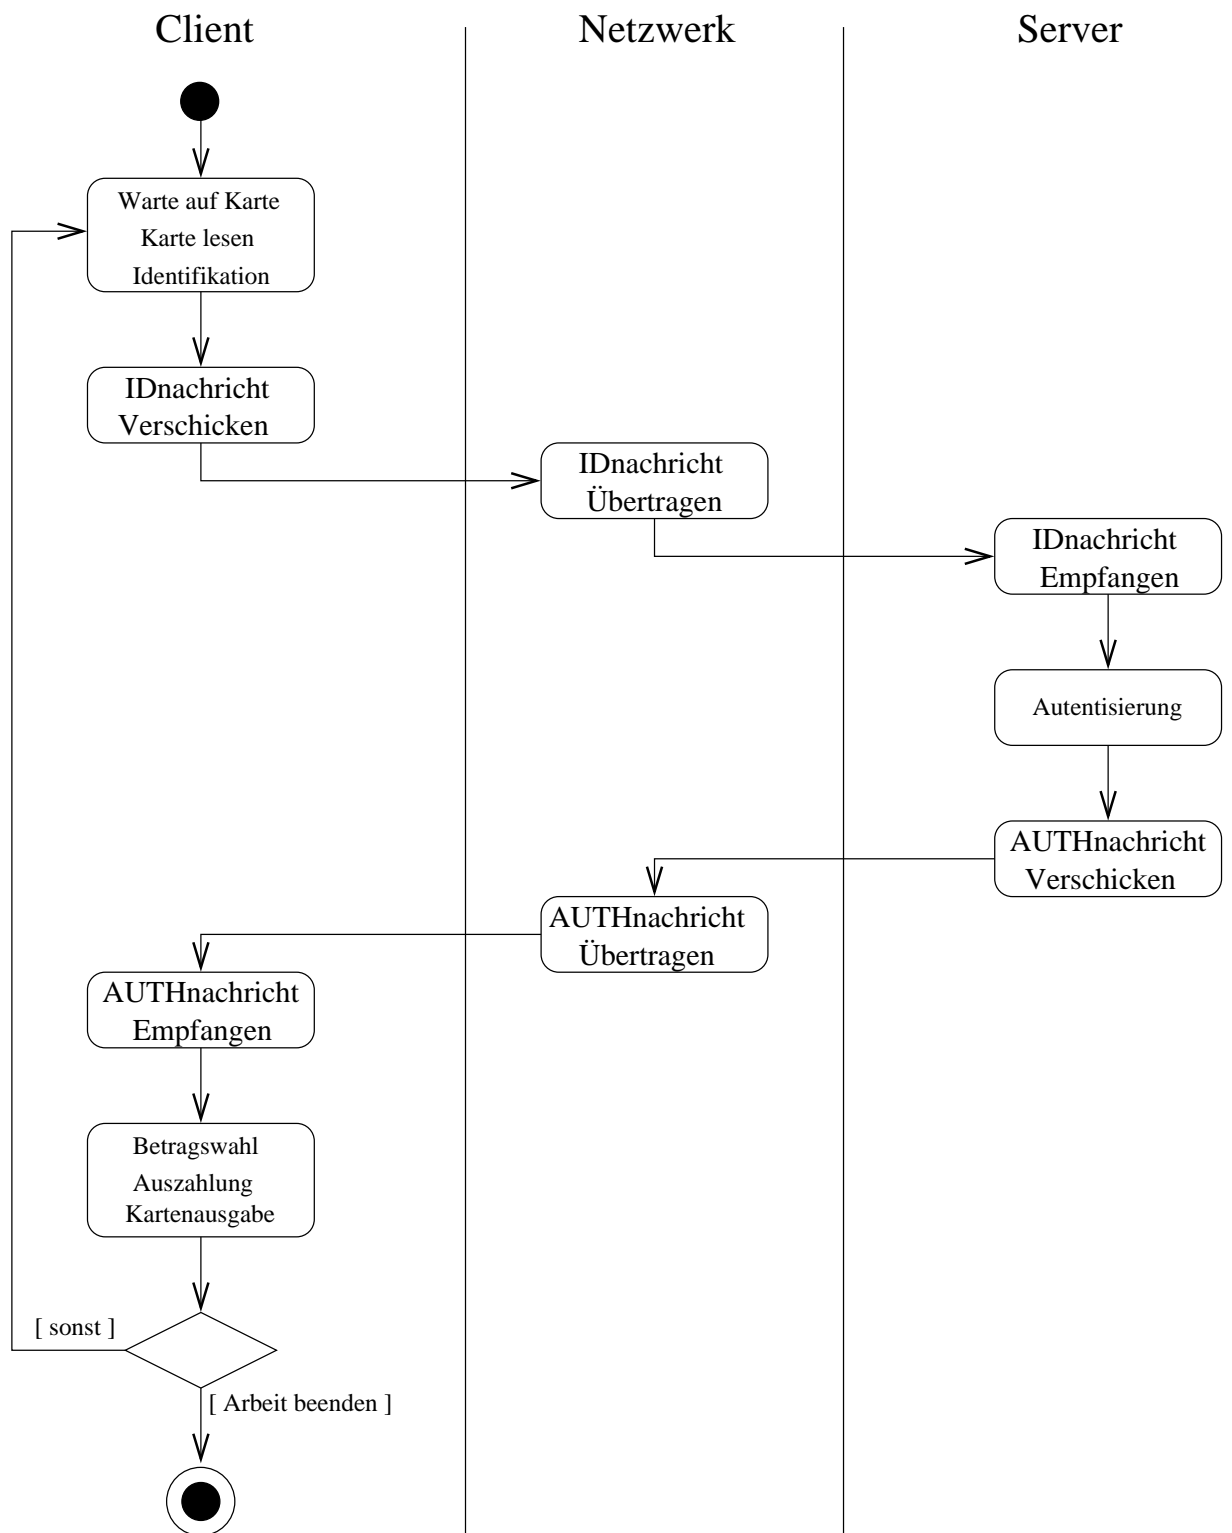 Client
Netzwerk
Server
Warte auf Karte
Karte lesen
Identifikation
IDnachricht
Verschicken
IDnachricht
Übertragen
IDnachricht
Empfangen
Autentisierung
AUTHnachricht
Verschicken
AUTHnachricht
Übertragen
AUTHnachricht
Empfangen
Betragswahl
Auszahlung
Kartenausgabe
[ sonst ]
[ Arbeit beenden ]